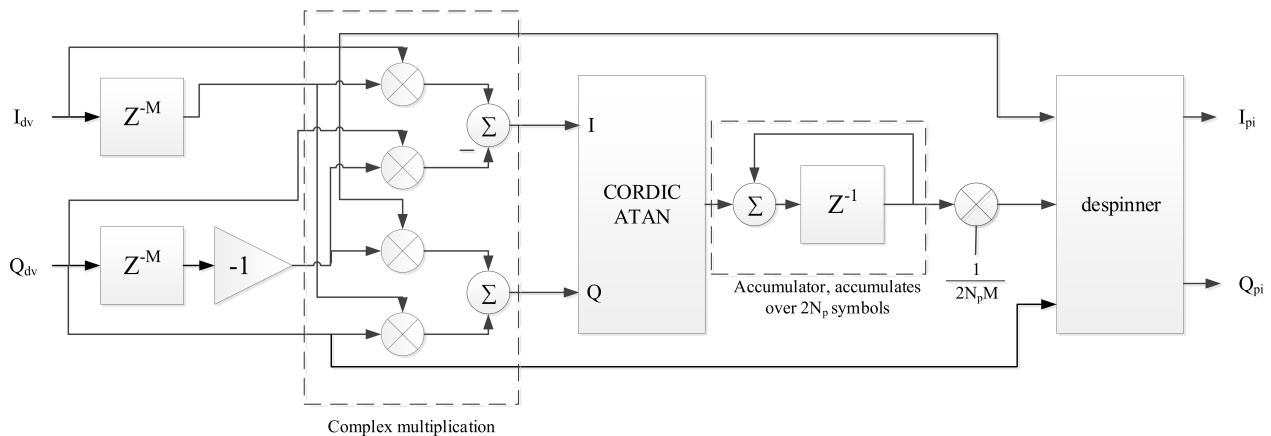 I_dv
Z^-M
Q_dv
Z^-M
-1
Σ
−
Σ
Complex multiplication
I
Q
CORDIC
ATAN
Σ
Z^-1
Accumulator, accumulates
over 2N_p symbols
1
2N_pM
despinner
I_pi
Q_pi